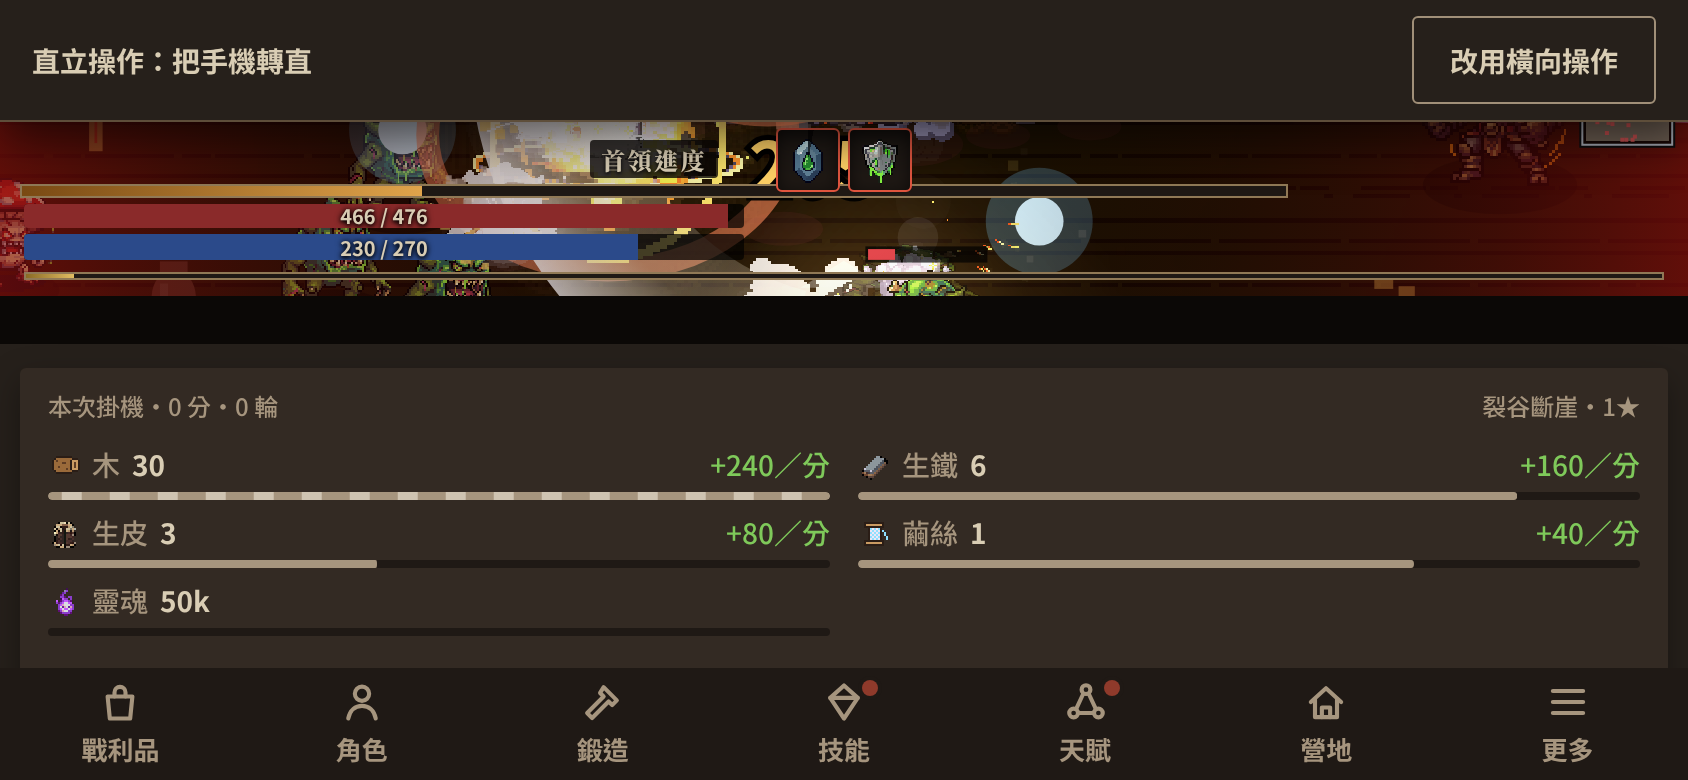 直立操作：把手機轉直
改用橫向操作
首領進度
466 / 476
230 / 270
本次掛機・0 分・0 輪
裂谷斷崖・1★
木 30 +240／分
生鐵 6 +160／分
生皮 3 +80／分
繭絲 1 +40／分
靈魂 50k
戰利品
角色
鍛造
技能
天賦
營地
更多